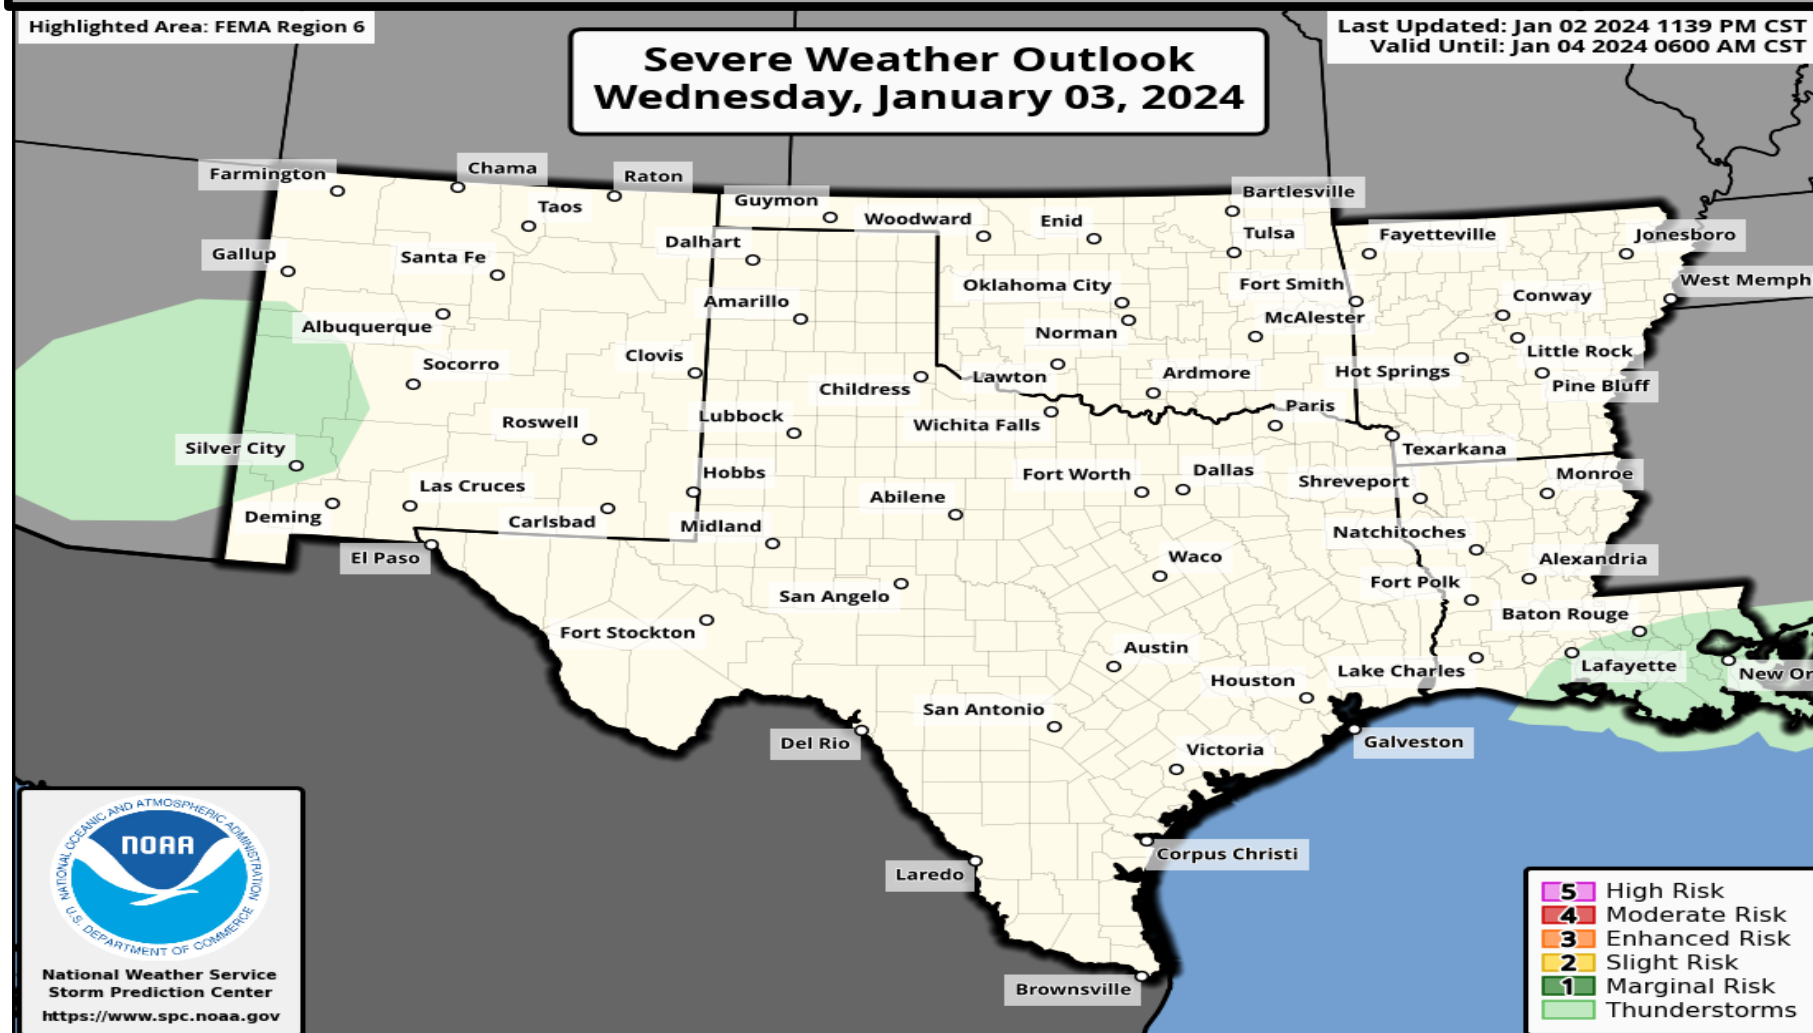 Highlighted Area: FEMA Region 6
Severe Weather Outlook
Wednesday, January 03, 2024
Last Updated: Jan 02 2024 1139 PM CST
Valid Until: Jan 04 2024 0600 AM CST
Farmington
Chama
Raton
Taos
Guymon
Woodward
Enid
Bartlesville
Tulsa
Fayetteville
Jonesboro
Gallup
Santa Fe
Dalhart
Oklahoma City
Fort Smith
West Memph
Conway
Albuquerque
Amarillo
Norman
McAlester
Little Rock
Socorro
Clovis
Childress
Lawton
Ardmore
Hot Springs
Pine Bluff
Roswell
Lubbock
Wichita Falls
Paris
Texarkana
Silver City
Las Cruces
Hobbs
Abilene
Fort Worth
Dallas
Shreveport
Monroe
Deming
Carlsbad
Midland
Natchitoches
El Paso
Waco
Alexandria
San Angelo
Fort Polk
Fort Stockton
Baton Rouge
Austin
Houston
Lake Charles
Lafayette
New Or
San Antonio
Del Rio
Victoria
Galveston
Laredo
Corpus Christi
Brownsville
NATIONAL OCEANIC AND ATMOSPHERIC ADMINISTRATION
NOAA
U.S. DEPARTMENT OF COMMERCE
National Weather Service
Storm Prediction Center
https://www.spc.noaa.gov
5 High Risk
4 Moderate Risk
3 Enhanced Risk
2 Slight Risk
1 Marginal Risk
Thunderstorms